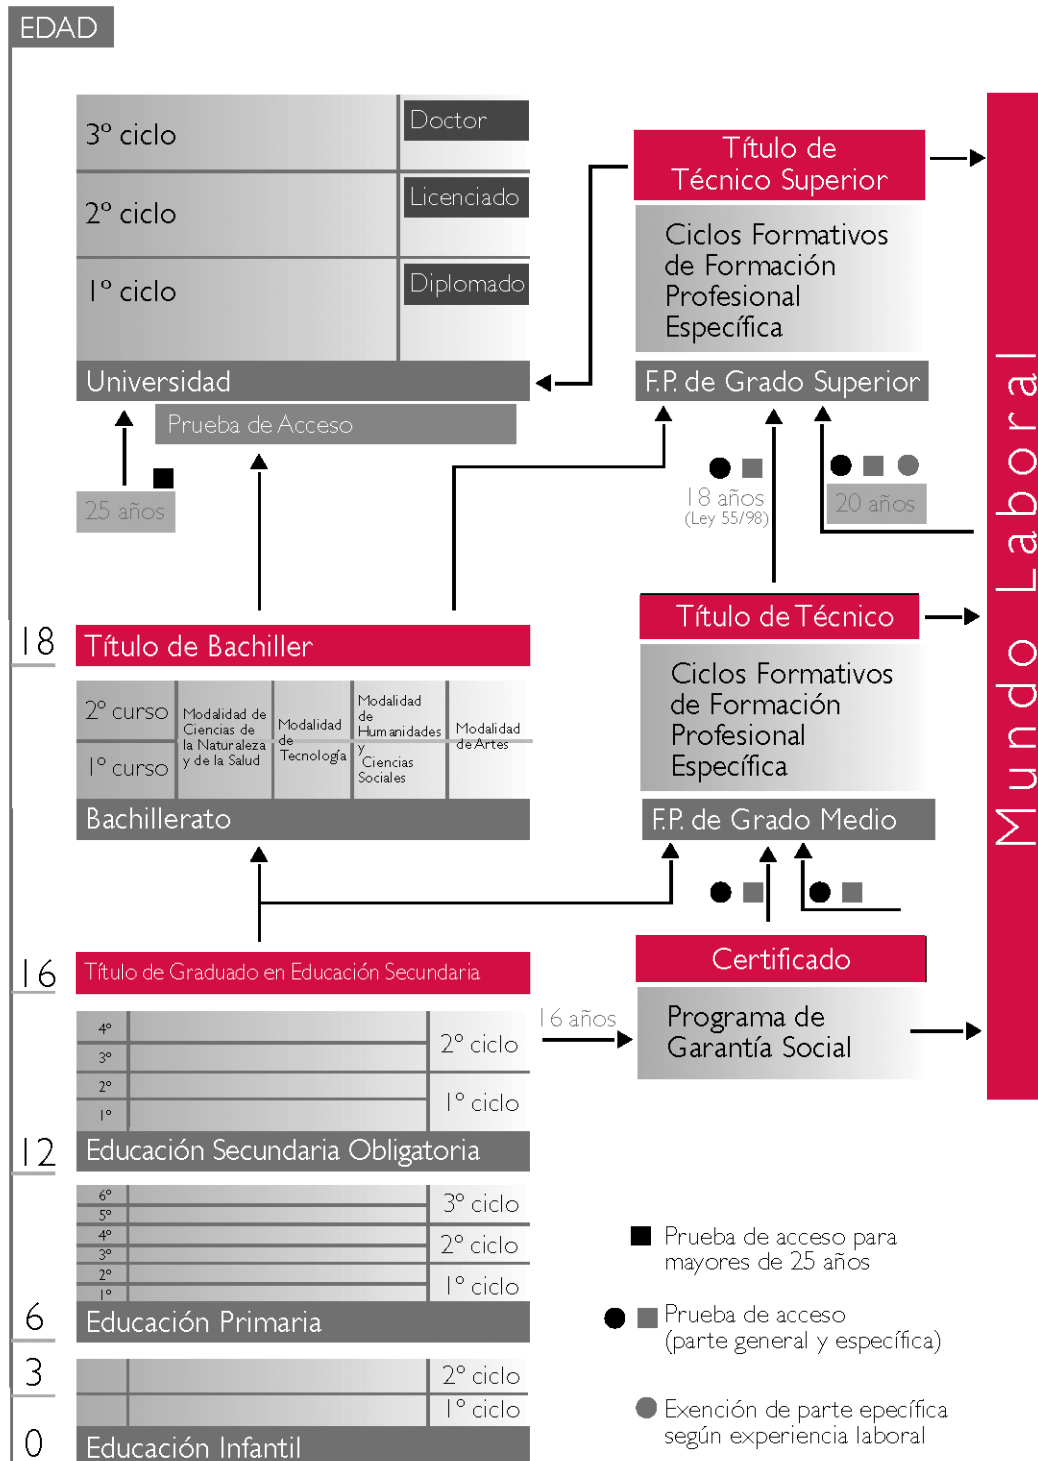 EDAD
3º ciclo
Doctor
2º ciclo
Licenciado
1º ciclo
Diplomado
Universidad
Prueba de Acceso
25 años
Título de
Técnico Superior
Ciclos Formativos
de Formación
Profesional
Específica
F.P. de Grado Superior
18 años
(Ley 55/98)
20 años
18
Título de Bachiller
2º curso
1º curso
Modalidad de
Ciencias de
la Naturaleza
y de la Salud
Modalidad
de
Tecnología
Modalidad
de
Humanidades
y
Ciencias
Sociales
Modalidad
de Artes
Bachillerato
Título de Técnico
Ciclos Formativos
de Formación
Profesional
Específica
F.P. de Grado Medio
Mundo Laboral
16
Título de Graduado en Educación Secundaria
4º
3º
2º
1º
2º ciclo
1º ciclo
16 años
Certificado
Programa de
Garantía Social
12
Educación Secundaria Obligatoria
6º
5º
4º
3º
2º
1º
3º ciclo
2º ciclo
1º ciclo
6
Educación Primaria
3
2º ciclo
1º ciclo
0
Educación Infantil
Prueba de acceso para
mayores de 25 años
Prueba de acceso
(parte general y específica)
Exención de parte epecífica
según experiencia laboral